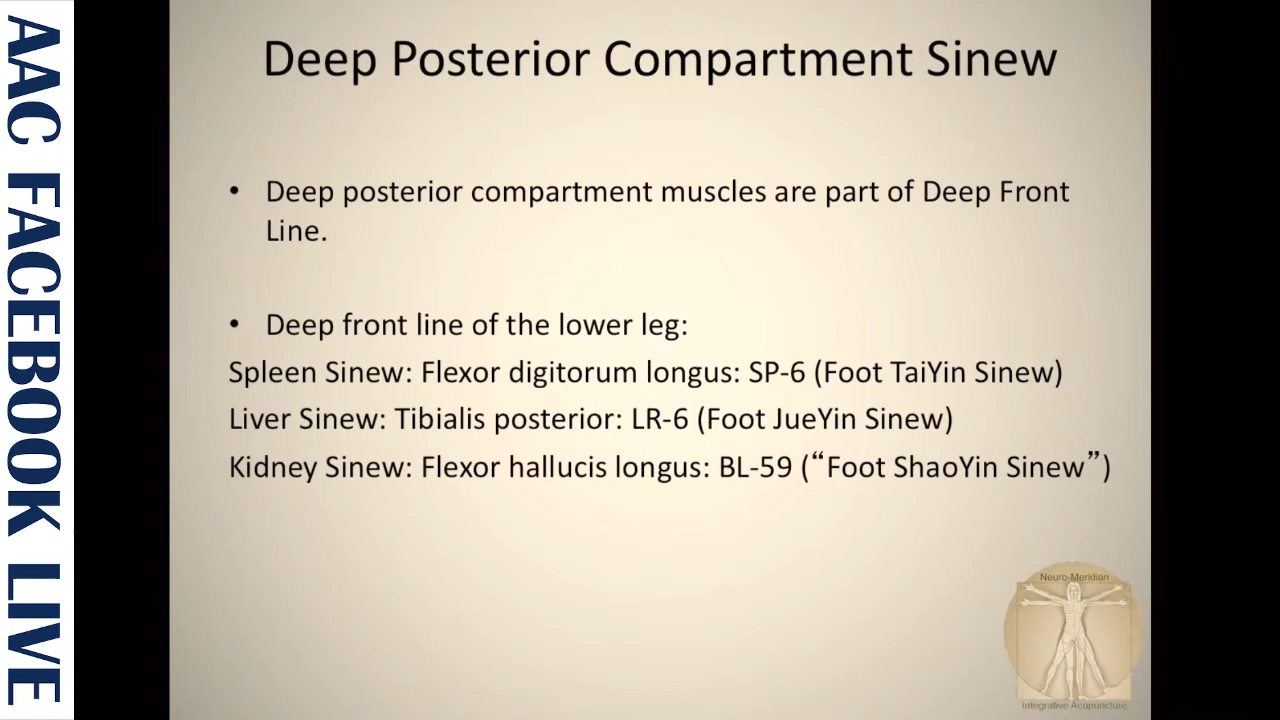 AAC FACEBOOK LIVE
Deep Posterior Compartment Sinew
• Deep posterior compartment muscles are part of Deep Front
Line.
• Deep front line of the lower leg:
Spleen Sinew: Flexor digitorum longus: SP-6 (Foot TaiYin Sinew)
Liver Sinew: Tibialis posterior: LR-6 (Foot JueYin Sinew)
Kidney Sinew: Flexor hallucis longus: BL-59 (“Foot ShaoYin Sinew”)
Neuro-Meridian
Integrative Acupuncture